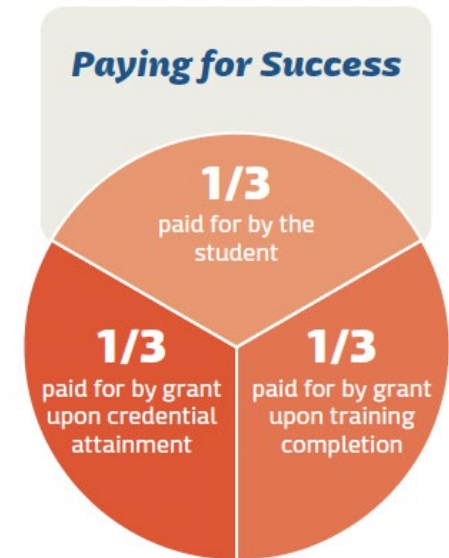 Paying for Success
1/3
paid for by the
student
1/3
paid for by grant
upon credential
attainment
1/3
paid for by grant
upon training
completion